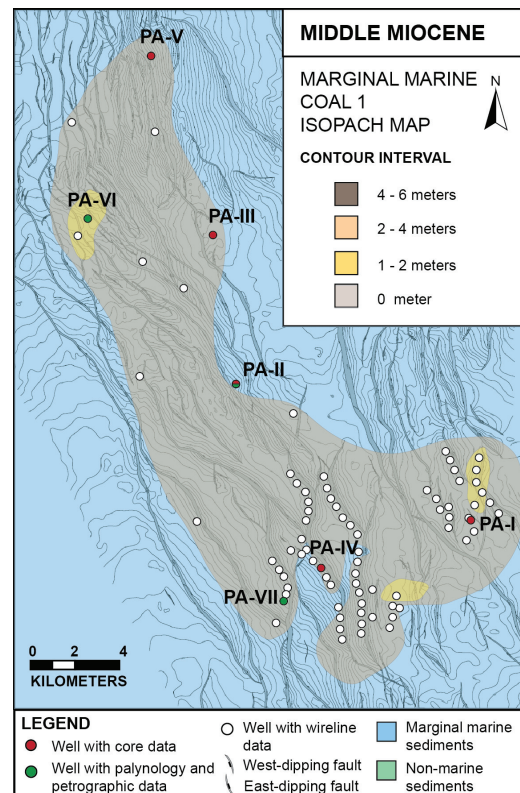 MIDDLE MIOCENE
MARGINAL MARINE
COAL 1
ISOPACH MAP
N
CONTOUR INTERVAL
4 - 6 meters
2 - 4 meters
1 - 2 meters
0 meter
PA-V
PA-VI
PA-III
PA-II
PA-I
PA-IV
PA-VII
0 2 4
KILOMETERS
LEGEND
Well with core data
Well with palynology and
petrographic data
Well with wireline
data
West-dipping fault
East-dipping fault
Marginal marine
sediments
Non-marine
sediments